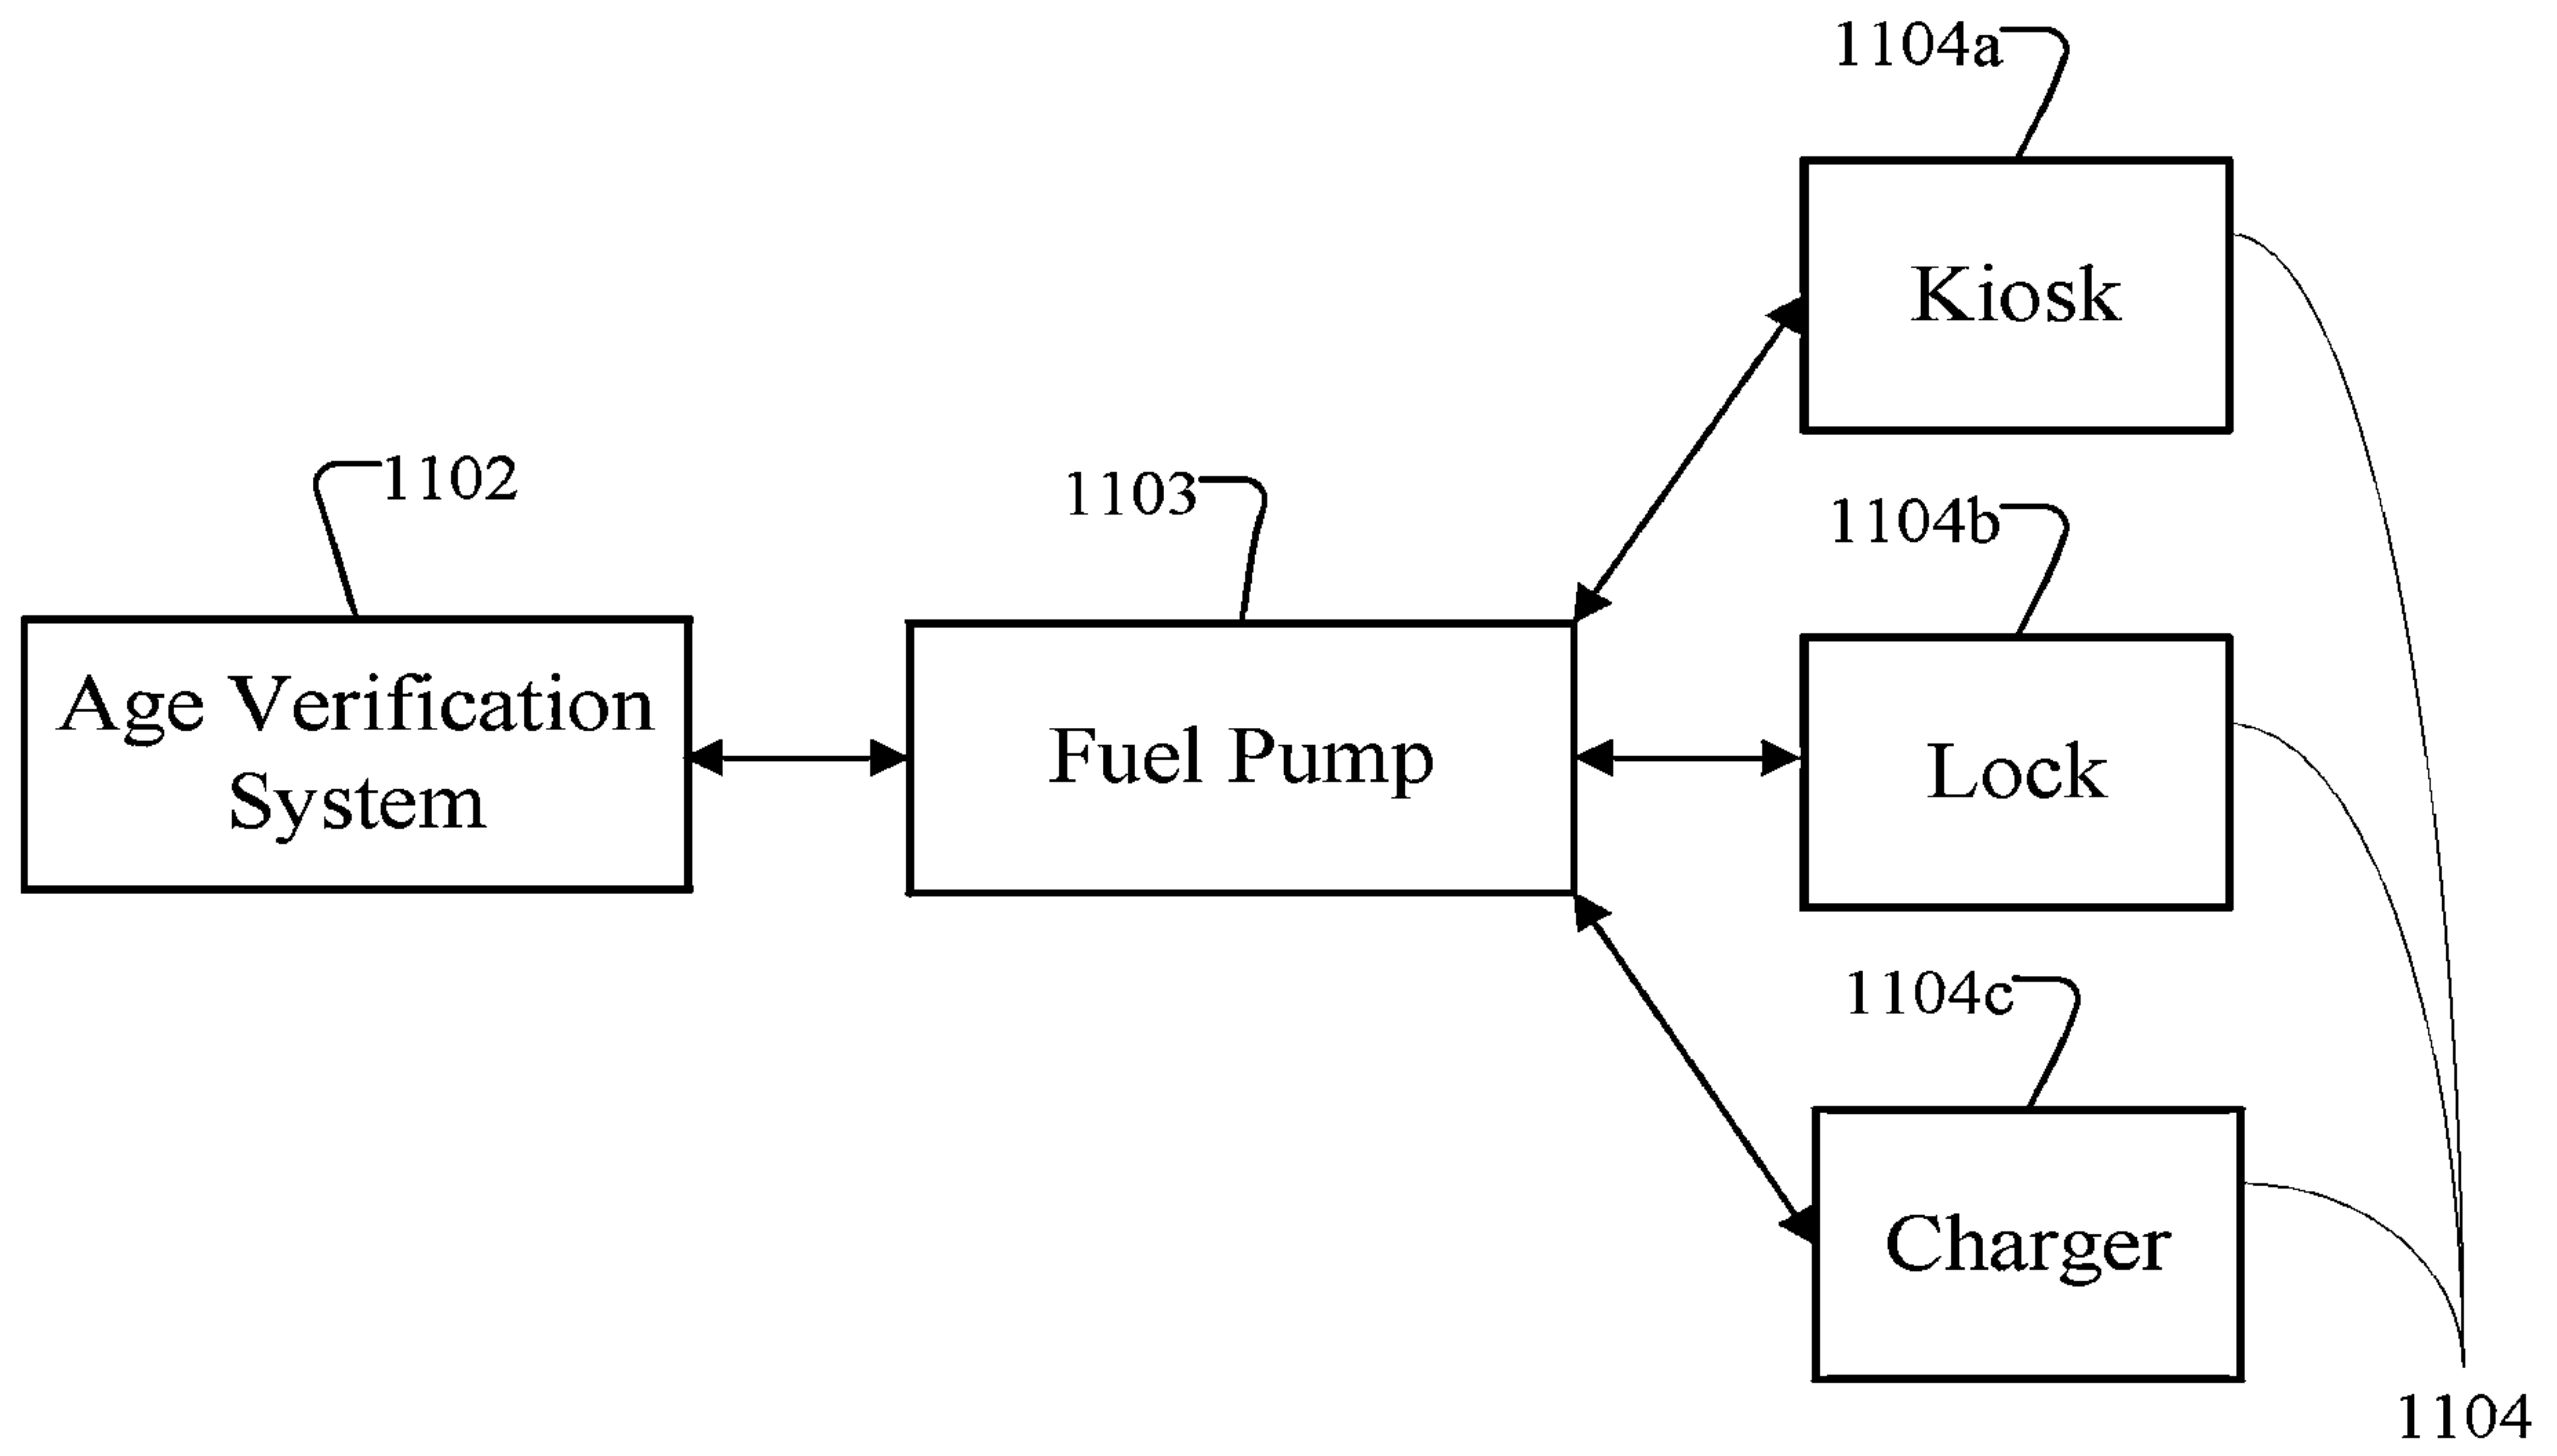 1104a
Kiosk
1102
1103
1104b
Age Verification
System
Fuel Pump
Lock
1104c
Charger
1104